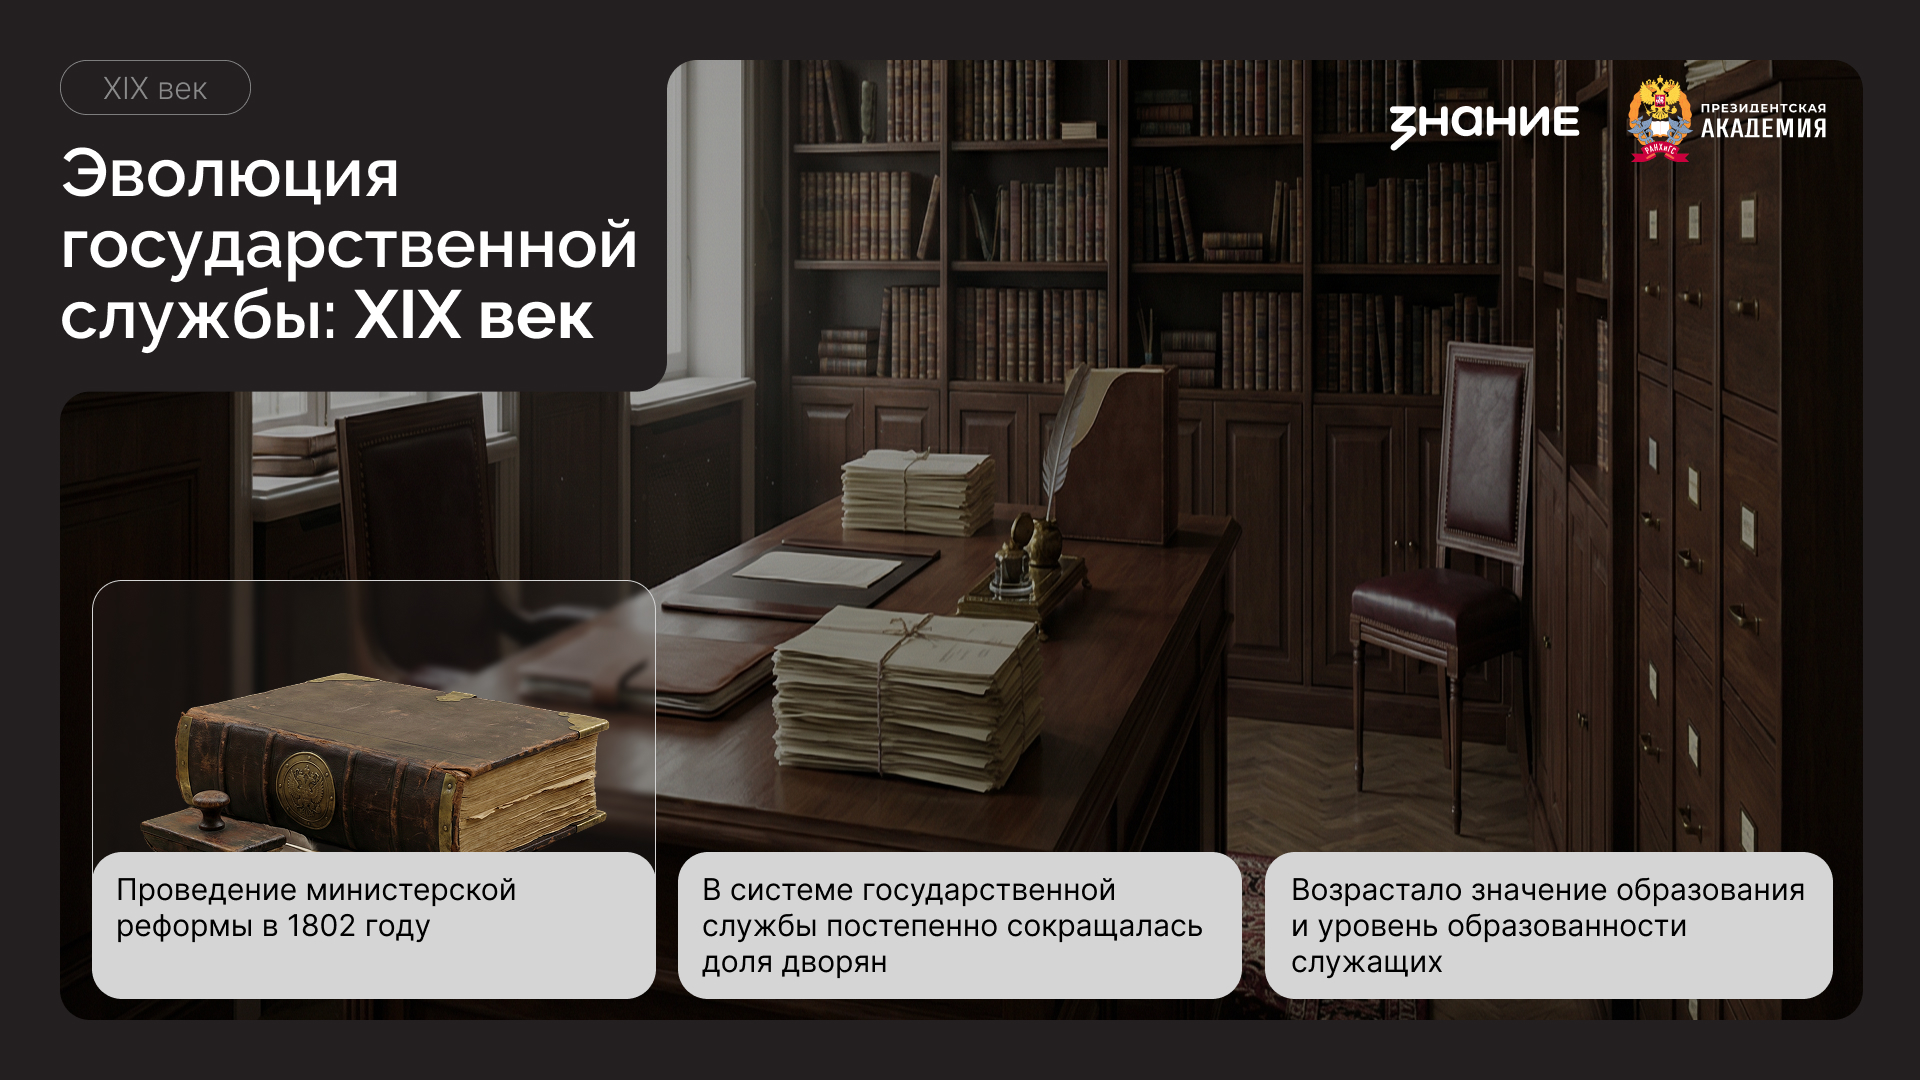 XIX век
Эволюция
государственной
службы: XIX век
ЗНАНИЕ
ПРЕЗИДЕНТСКАЯ
АКАДЕМИЯ
РАНХиГС
Проведение министерской
реформы в 1802 году
В системе государственной
службы постепенно сокращалась
доля дворян
Возрастало значение образования
и уровень образованности
служащих